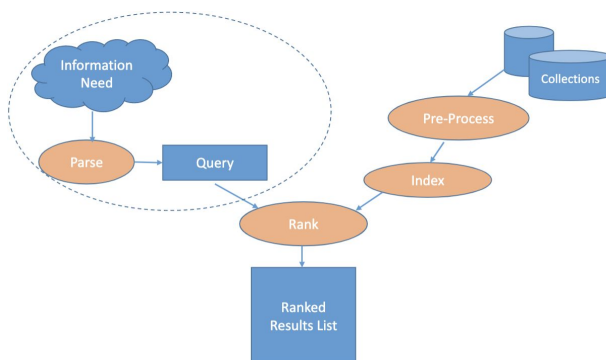 Information
Need
Collections
Pre-Process
Parse
Query
Index
Rank
Ranked
Results List